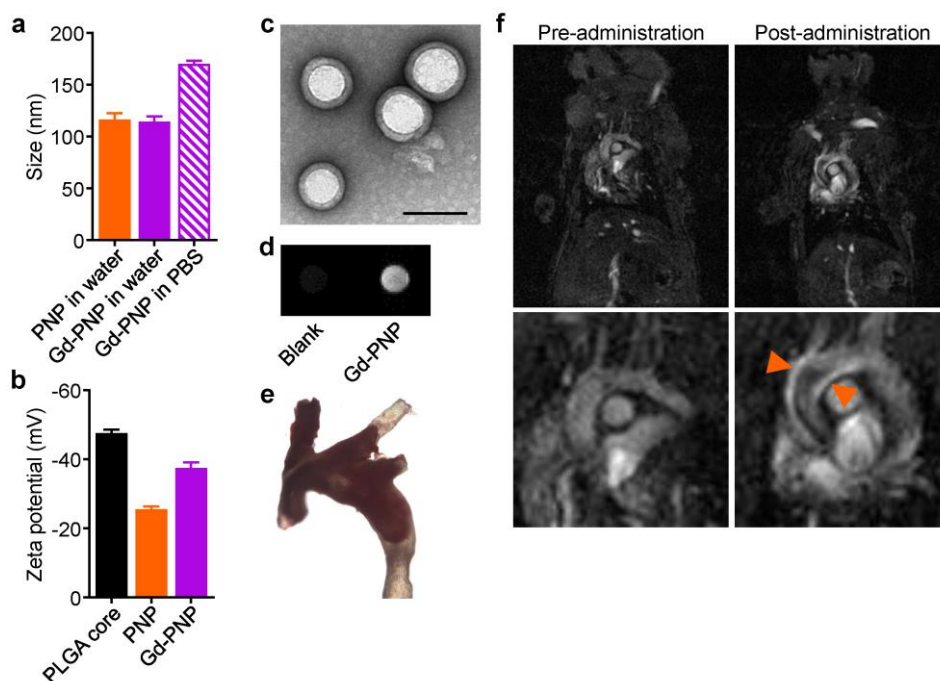 a
Size (nm)
200
150
100
50
0
PNP in water
Gd-PNP in water
Gd-PNP in PBS
b
Zeta potential (mV)
-60
-40
-20
0
PLGA core
PNP
Gd-PNP
c
d
Blank
Gd-PNP
e
f
Pre-administration
Post-administration